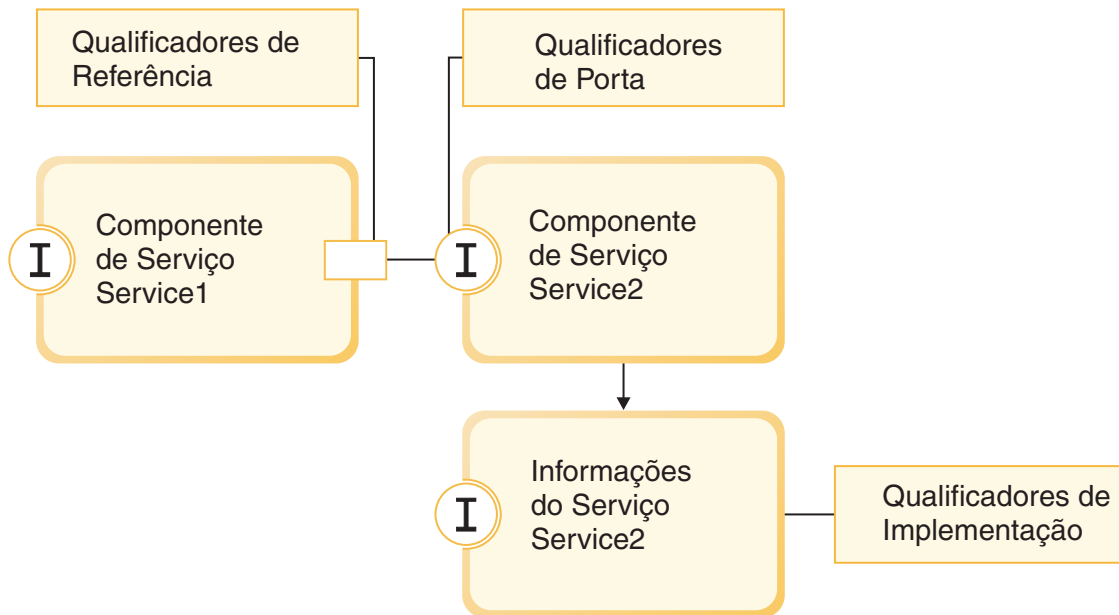 Qualificadores de
Referência
Qualificadores
de Porta
Componente
de Serviço
Service1
I
I
Componente
de Serviço
Service2
I
Informações
do Serviço
Service2
Qualificadores de
Implementação